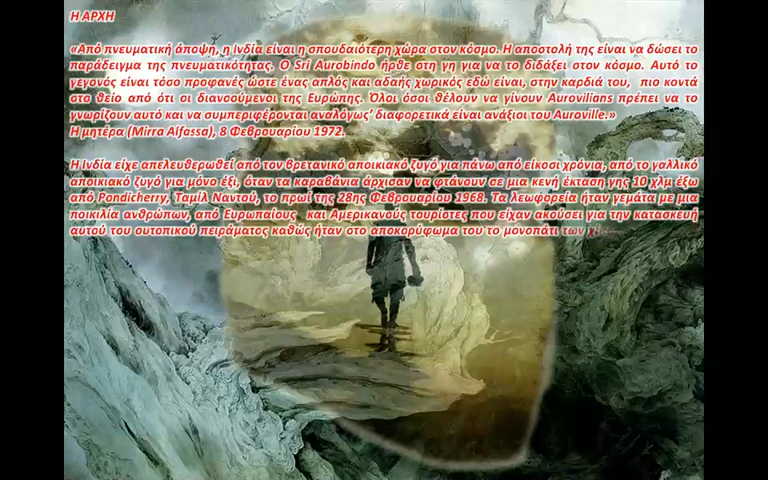 Η ΑΡΧΗ
«Από πνευματική άποψη, η Ινδία είναι η σπουδαιότερη χώρα στον κόσμο. Η αποστολή της είναι να δώσει το
παράδειγμα της πνευματικότητας. Ο Sri Aurobindo ήρθε στη γη για να το διδάξει στον κόσμο. Αυτό το
γεγονός είναι τόσο προφανές ώστε ένας απλός και αδαής χωρικός εδώ είναι, στην καρδιά του, πιο κοντά
στο θείο από ότι οι διανοούμενοι της Ευρώπης. Όλοι όσοι θέλουν να γίνουν Aurovilians πρέπει να το
γνωρίζουν αυτό και να συμπεριφέρονται αναλόγως' διαφορετικά είναι ανάξιοι του Auroville.»
Η μητέρα (Mirra Alfassa), 8 Φεβρουαρίου 1972.
Η Ινδία είχε απελευθερωθεί από τον βρετανικό αποικιακό ζυγό για πάνω από είκοσι χρόνια, από το γαλλικό
αποικιακό ζυγό για μόνο έξι, όταν τα καραβάνια άρχισαν να φτάνουν σε μια κενή έκταση γης 10 χλμ έξω
από Pondicherry, Ταμίλ Ναντού, το πρωί της 28ης Φεβρουαρίου 1968. Τα λεωφορεία ήταν γεμάτα με μια
ποικιλία ανθρώπων, από Ευρωπαίους και Αμερικανούς τουρίστες που είχαν ακούσει για την κατασκευή
αυτού του ουτοπικού πειράματος καθώς ήταν στο αποκορύφωμα του το μονοπάτι των